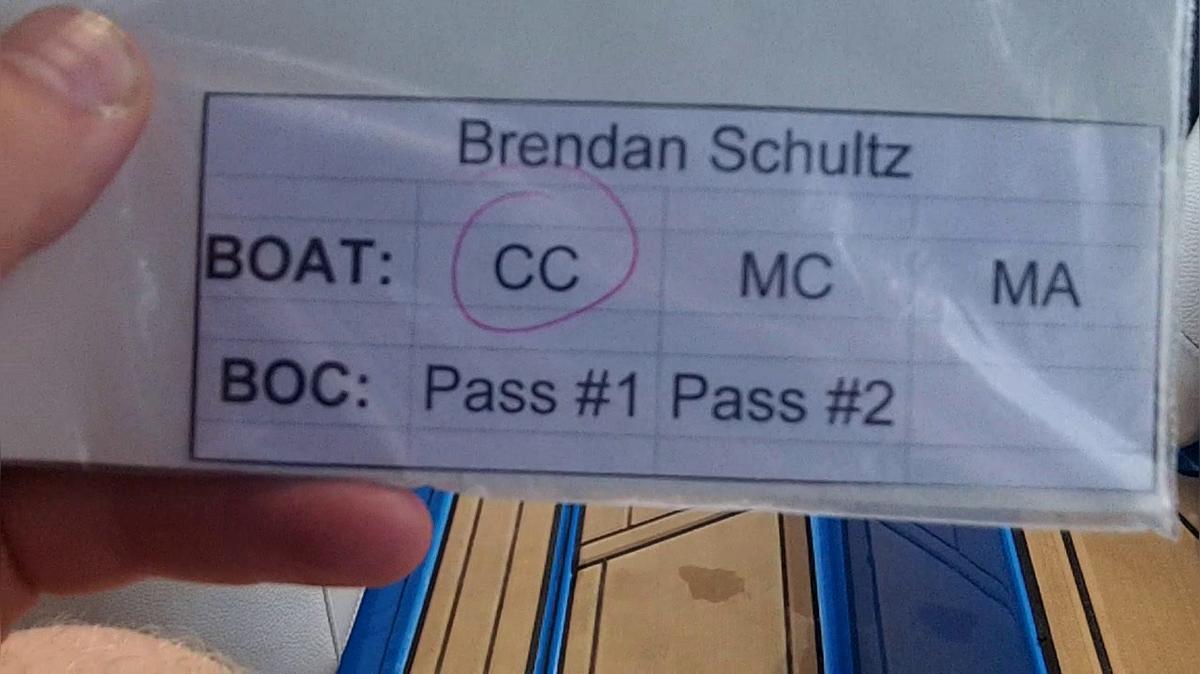 Brendan Schultz
BOAT: CC MC MA
BOC: Pass #1 Pass #2